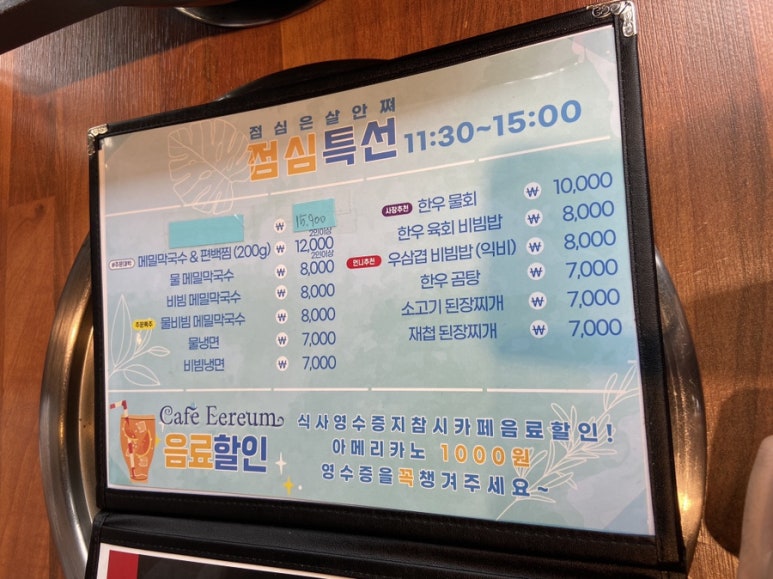 점심은살안쪄
점심특선 11:30~15:00
₩ 15,900
2인이상
메밀막국수 & 편백찜 (200g) ₩ 12,000
2인이상
물 메밀막국수 ₩ 8,000
비빔 메밀막국수 ₩ 8,000
주문폭주 물비빔 메밀막국수 ₩ 8,000
물냉면 ₩ 7,000
비빔냉면 ₩ 7,000
사장추천 한우 물회 ₩ 10,000
한우 육회 비빔밥 ₩ 8,000
언니추천 우삼겹 비빔밥 (익비) ₩ 8,000
한우 곰탕 ₩ 7,000
소고기 된장찌개 ₩ 7,000
재첩 된장찌개 ₩ 7,000
Cafe Eereum
음료할인
식사영수증지참시카페음료할인!
아메리카노 1000원
영수증을꼭챙겨주세요~